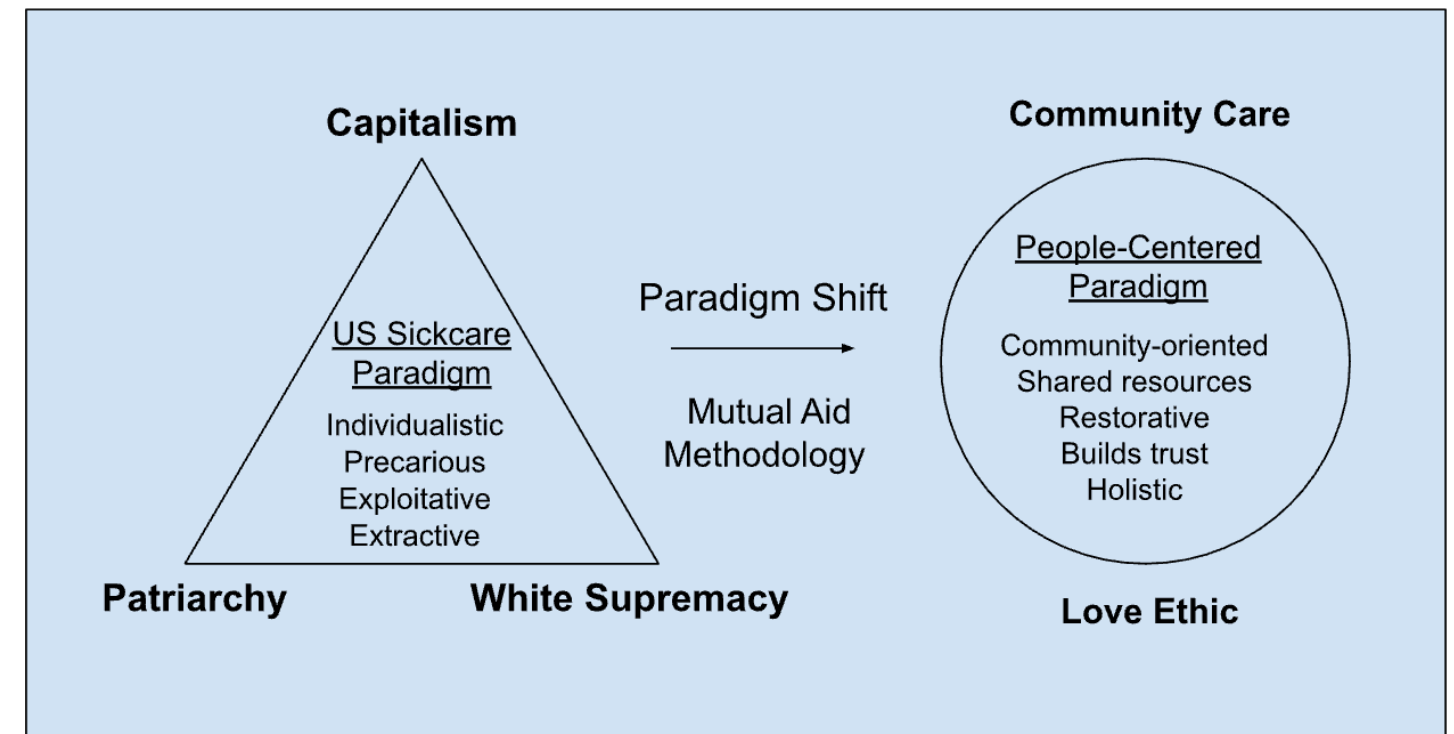 Capitalism
US Sickcare
Paradigm
Individualistic
Precarious
Exploitative
Extractive
Patriarchy
White Supremacy
Paradigm Shift
Mutual Aid
Methodology
Community Care
People-Centered
Paradigm
Community-oriented
Shared resources
Restorative
Builds trust
Holistic
Love Ethic